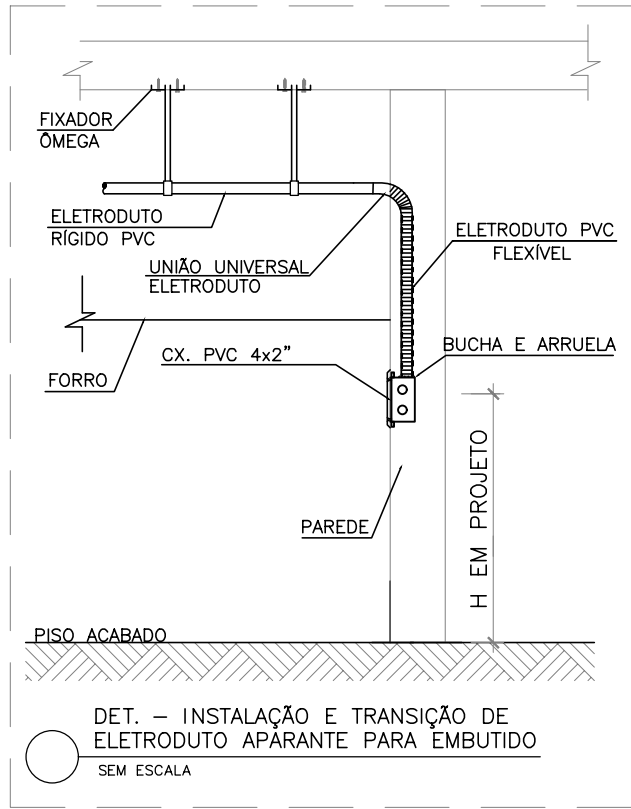 FIXADOR
ÔMEGA
ELETRODUTO
RÍGIDO PVC
ELETRODUTO PVC
FLEXÍVEL
UNIÃO UNIVERSAL
ELETRODUTO
BUCHA E ARRUELA
CX. PVC 4x2"
FORRO
H EM PROJETO
PAREDE
PISO ACABADO
DET. – INSTALAÇÃO E TRANSIÇÃO DE
ELETRODUTO APARANTE PARA EMBUTIDO
SEM ESCALA